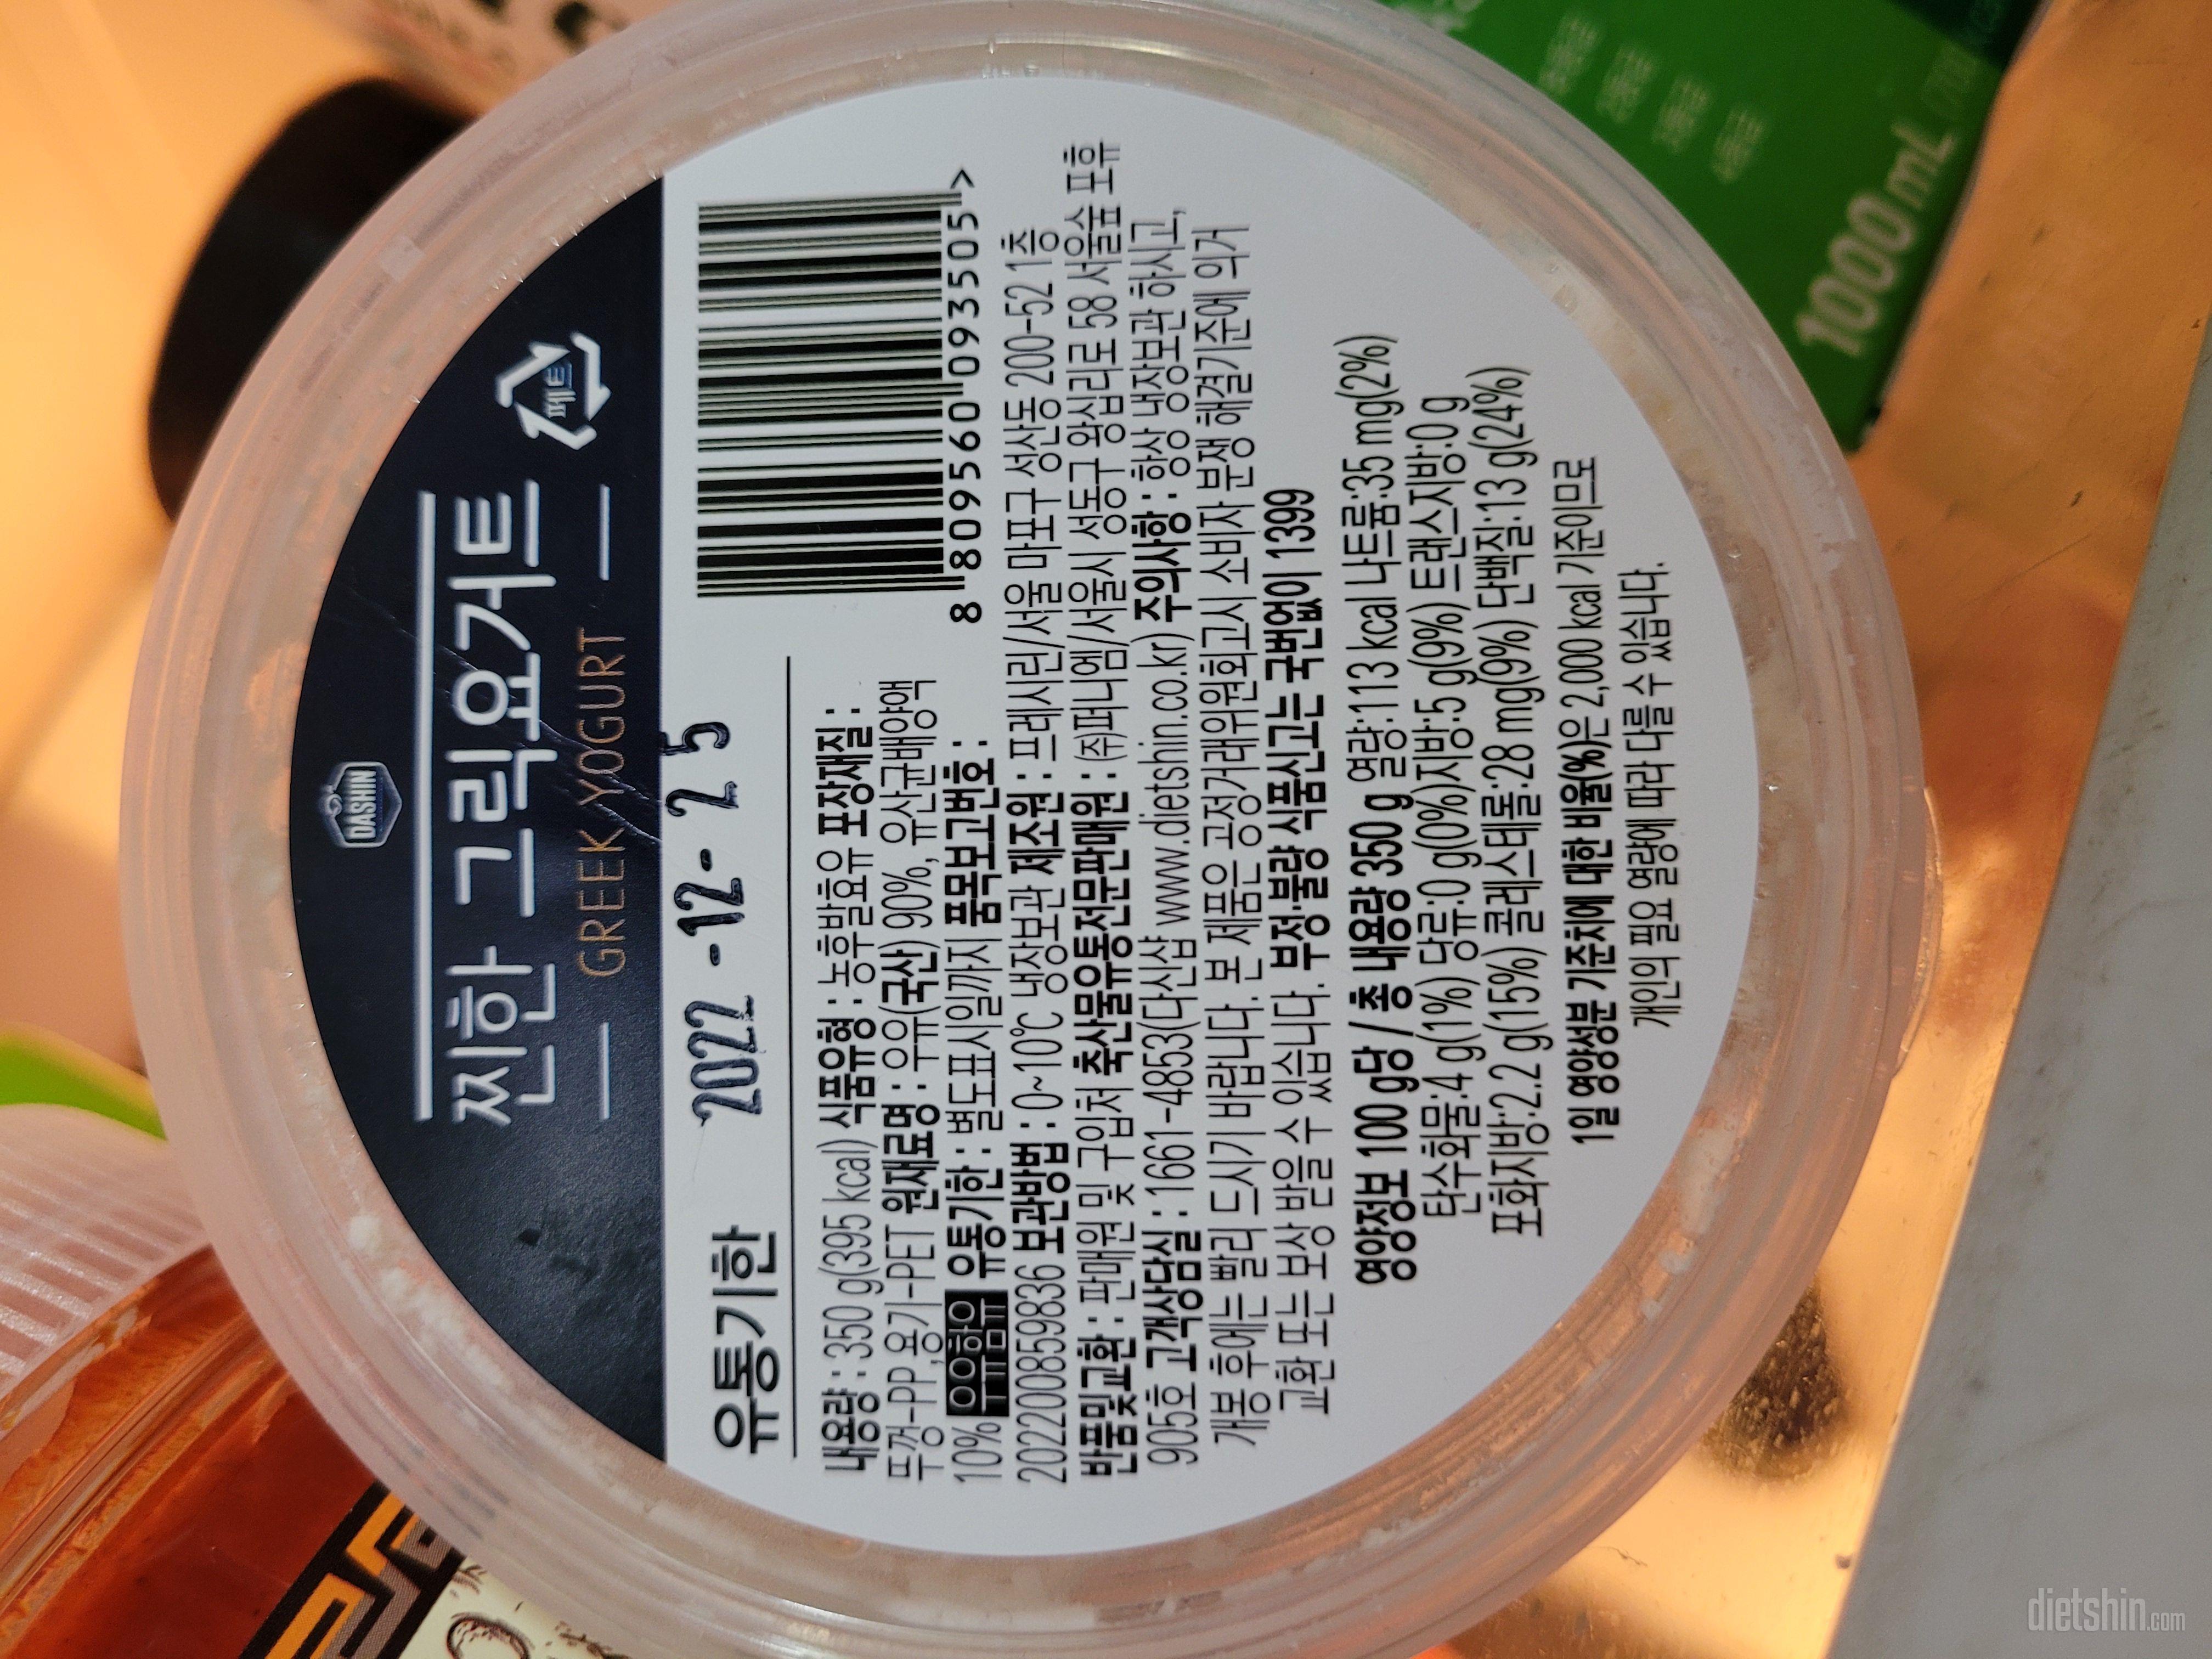 DASHIN
찐한 그릭요거트
GREEK YOGURT
페트
유통기한 2022-12-25
8 809560 093505 >
내용량 : 350 g(395 kcal) 식품유형 : 농후발효유 포장재질 :
뚜껑-PP,용기-PET 원재료명 : 우유(국산) 90%, 유산균배양액
10% 우유함유 유통기한 : 별도표시일까지 품목보고번호 :
202200859836 보관방법 : 0~10℃ 냉장보관 제조원 : 프레시린/서울 마포구 성산동 200-52 1층
반품및교환 : 판매원 및 구입처 축산물유통전문판매원 : (주)퍼니엠/서울시 성동구 왕십리로 58 서울숲 포휴
905호 고객상담실 : 1661-4853(다신샵 www.dietshin.co.kr) 주의사항 : 항상 냉장보관 하시고,
개봉 후에는 빨리 드시기 바랍니다. 본 제품은 공정거래위원회고시 소비자 분쟁 해결기준에 의거
교환 또는 보상 받을 수 있습니다. 부정·불량 식품신고는 국번없이 1399
영양정보 100 g당 / 총 내용량 350 g 열량:113 kcal 나트륨:35 mg(2%)
탄수화물:4 g(1%) 당류:0 g(0%)지방:5 g(9%) 트랜스지방:0 g
포화지방:2.2 g(15%) 콜레스테롤:28 mg(9%) 단백질:13 g(24%)
1일 영양성분 기준치에 대한 비율(%)은 2,000 kcal 기준이므로
개인의 필요 열량에 따라 다를 수 있습니다.
1000 mL
dietshin.com